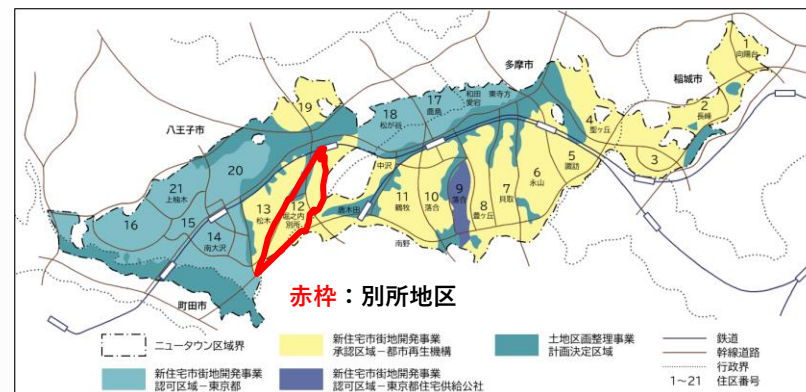 多摩市
稲城市
八王子市
町田市
1
向陽台
2
長峰
3
4
聖ヶ丘
5
諏訪
6
永山
7
貝取
8
豊ヶ丘
9
落合
10
落合
11
鶴牧
12
堀之内
別所
13
松木
14
南大沢
15
16
17
鹿島
18
松が谷
19
20
21
上柚木
和田
愛宕
東寺方
中沢
唐木田
南野
赤枠：別所地区
ニュータウン区域界
新住宅市街地開発事業
承認区域－都市再生機構
土地区画整理事業
計画決定区域
新住宅市街地開発事業
認可区域－東京都
新住宅市街地開発事業
認可区域－東京都住宅供給公社
鉄道
幹線道路
行政界
1～21 住区番号